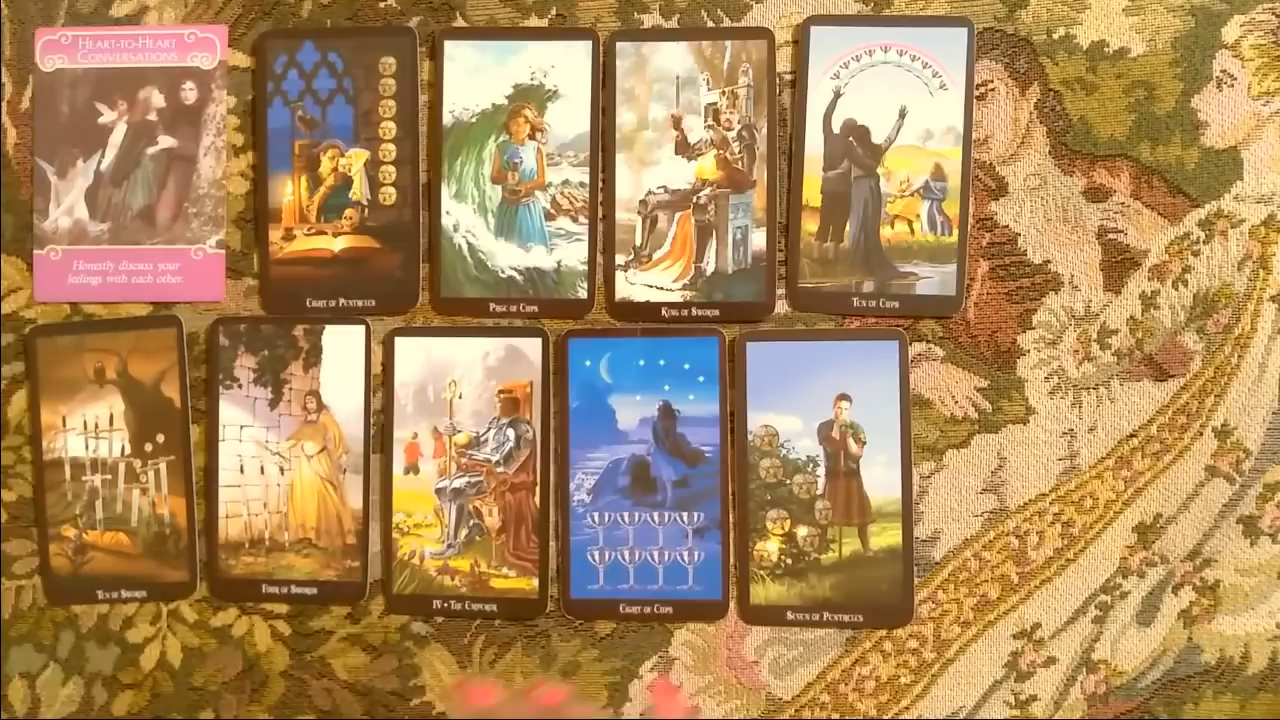 HEART-TO-HEART
CONVERSATIONS
Honestly discuss your
feelings with each other.
EIGHT OF PENTACLES
PAGE OF CUPS
KING OF SWORDS
TEN OF CUPS
TEN OF SWORDS
FOUR OF SWORDS
IV • THE EMPEROR
EIGHT OF CUPS
SEVEN OF PENTACLES